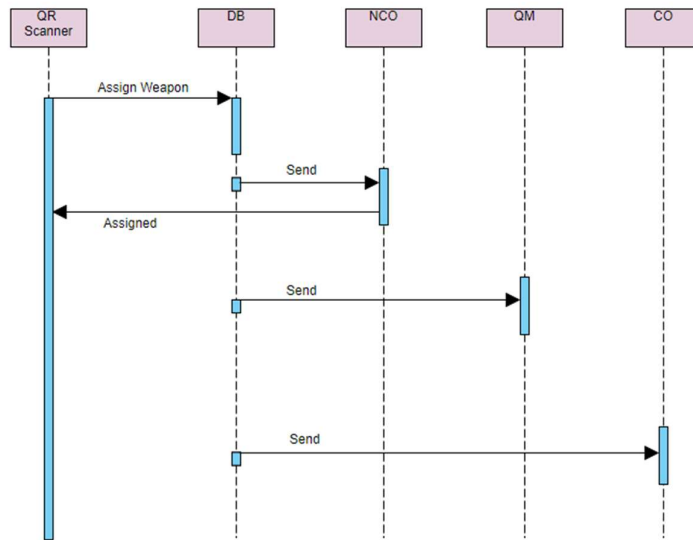 QR
Scanner
DB
NCO
QM
CO
Assign Weapon
Send
Assigned
Send
Send